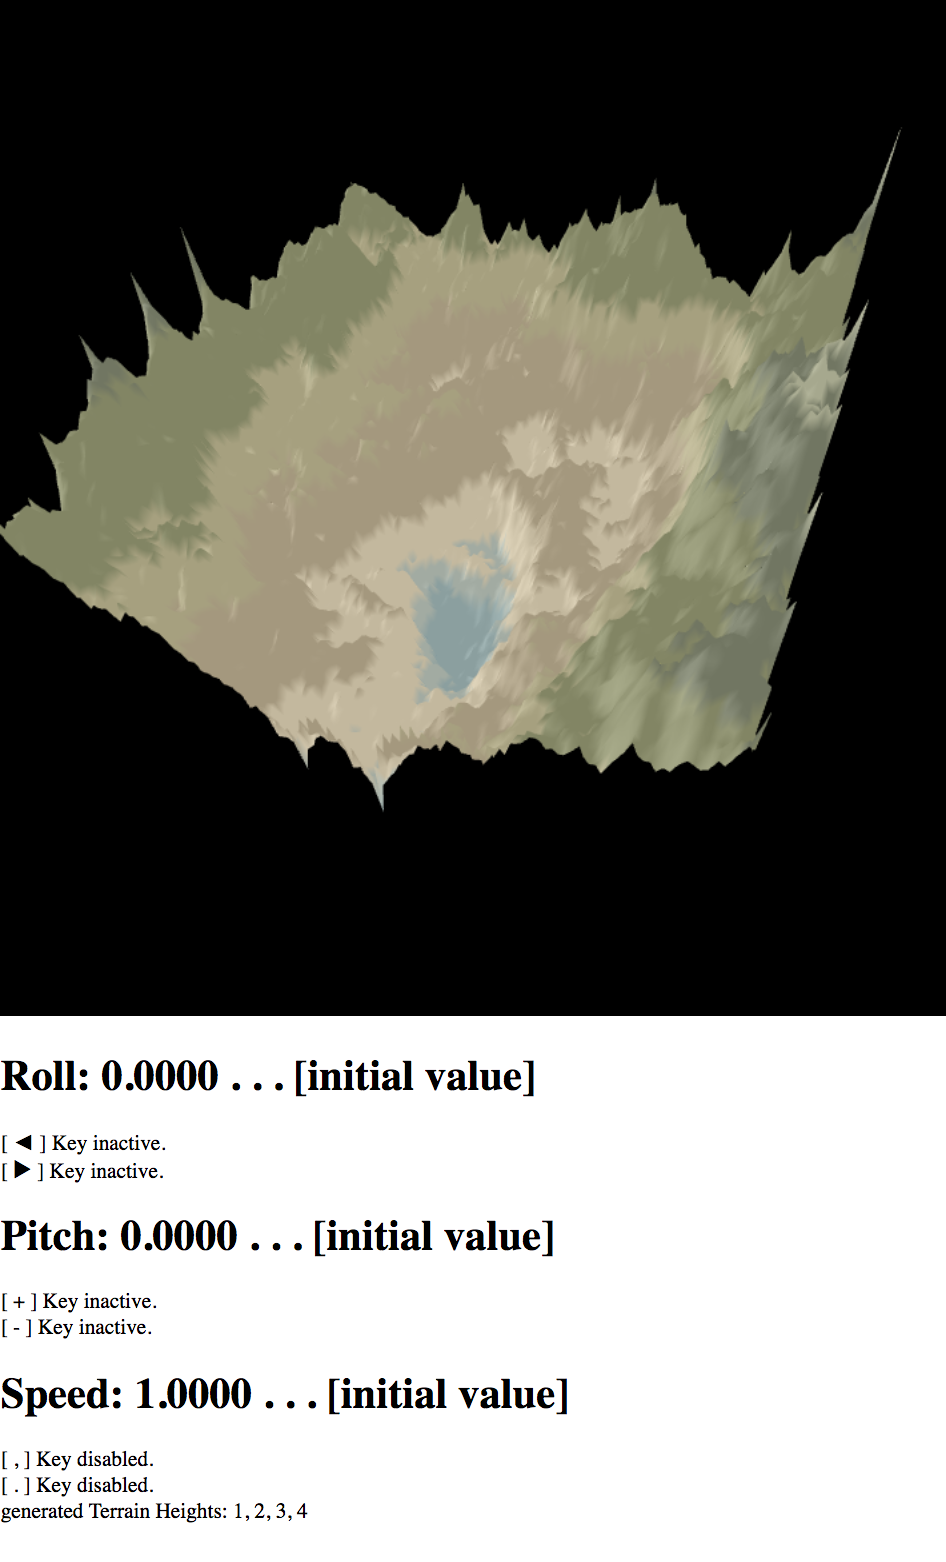 Roll: 0.0000 . . . [initial value]
[ ◄ ] Key inactive.
[ ► ] Key inactive.
Pitch: 0.0000 . . . [initial value]
[ + ] Key inactive.
[ - ] Key inactive.
Speed: 1.0000 . . . [initial value]
[ , ] Key disabled.
[ . ] Key disabled.
generated Terrain Heights: 1, 2, 3, 4